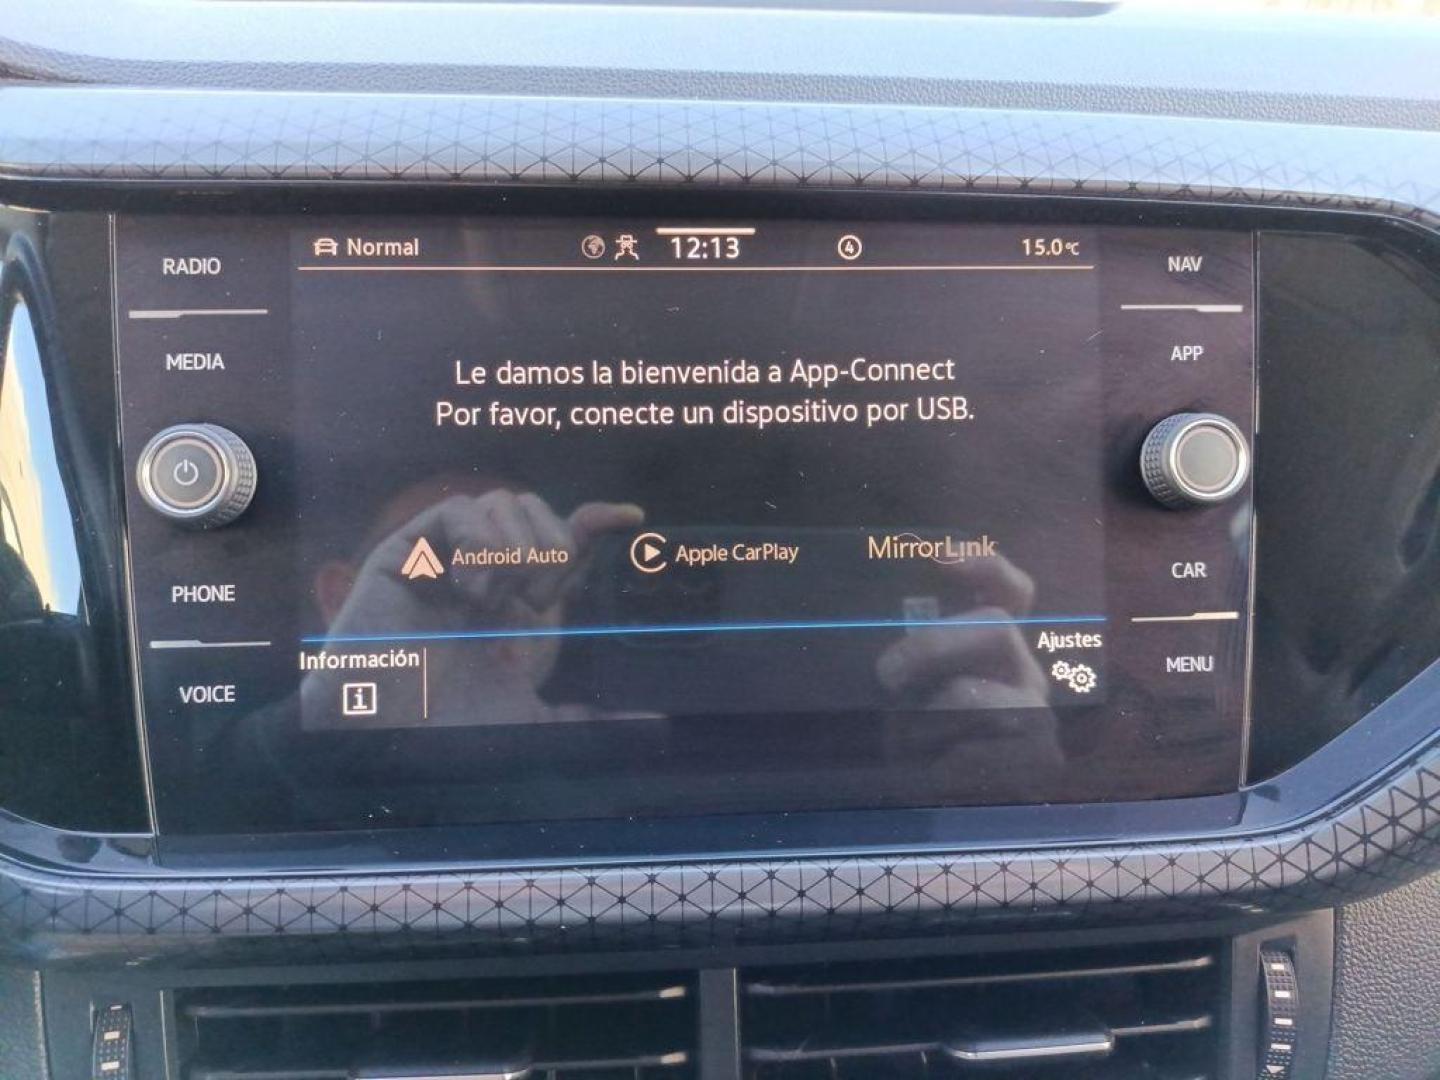 RADIO
MEDIA
PHONE
VOICE
Normal
12:13
4
15.0°C
Le damos la bienvenida a App-Connect
Por favor, conecte un dispositivo por USB.
Android Auto
Apple CarPlay
MirrorLink
Información
i
Ajustes
NAV
APP
CAR
MENU